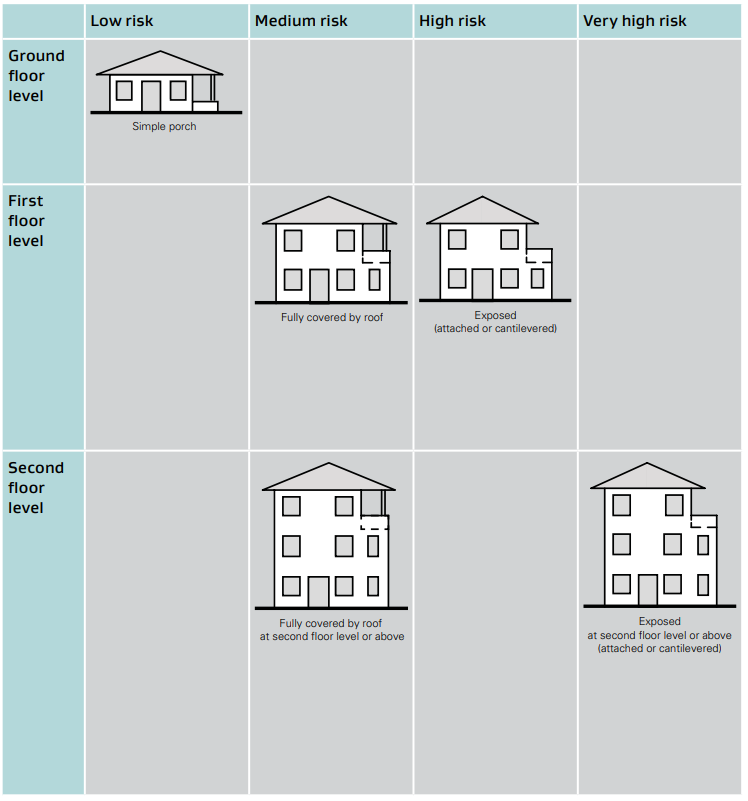 Low risk
Medium risk
High risk
Very high risk
Ground
floor
level
Simple porch
First
floor
level
Fully covered by roof
Exposed
(attached or cantilevered)
Second
floor
level
Fully covered by roof
at second floor level or above
Exposed
at second floor level or above
(attached or cantilevered)